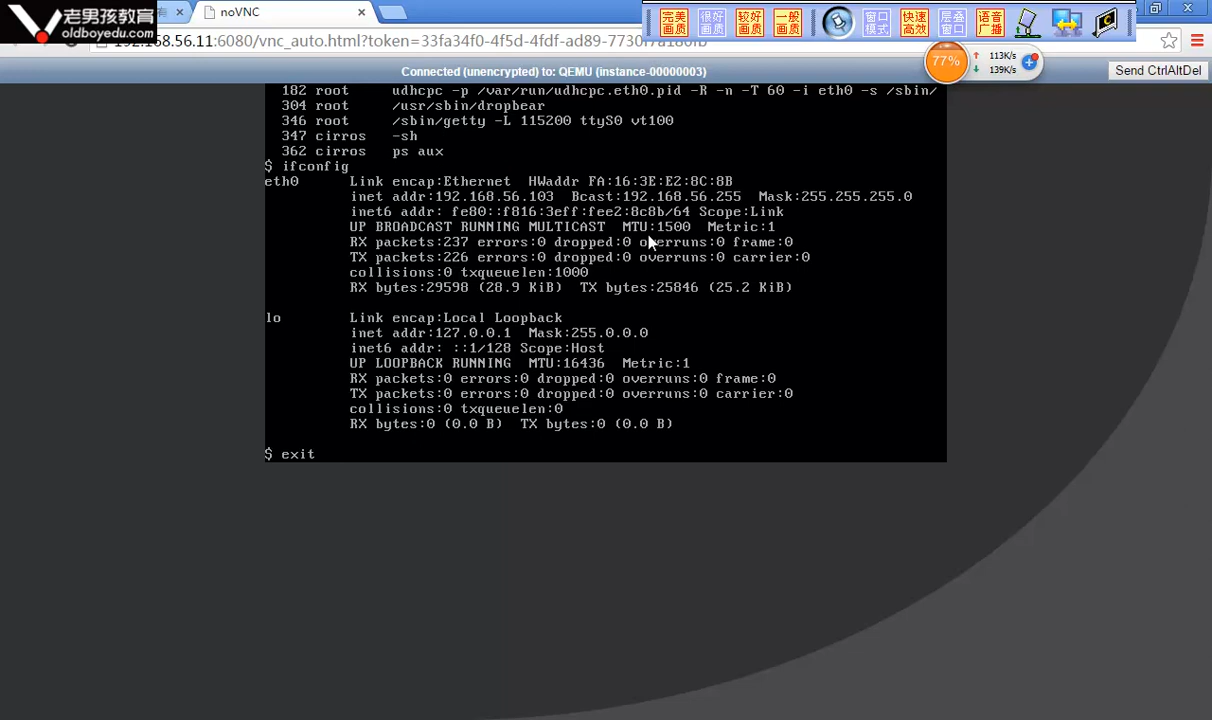 老男孩教育
oldboyedu.com
noVNC
完美画质
很好画质
较好画质
一般画质
窗口模式
快速高效
层叠窗口
语音广播
:6080/vnc_auto.html?token=33fa34f0-4f5d-4fdf-ad89-7730f7a180fb
77%
113K/s
139K/s
Connected (unencrypted) to: QEMU (instance-00000003)
Send CtrlAltDel
182 root udhcpc -p /var/run/udhcpc.eth0.pid -R -n -T 60 -i eth0 -s /sbin/
304 root /usr/sbin/dropbear
346 root /sbin/getty -L 115200 ttyS0 vt100
347 cirros -sh
362 cirros ps aux
$ ifconfig
eth0 Link encap:Ethernet HWaddr FA:16:3E:E2:8C:8B
inet addr:192.168.56.103 Bcast:192.168.56.255 Mask:255.255.255.0
inet6 addr: fe80::f816:3eff:fee2:8c8b/64 Scope:Link
UP BROADCAST RUNNING MULTICAST MTU:1500 Metric:1
RX packets:237 errors:0 dropped:0 overruns:0 frame:0
TX packets:226 errors:0 dropped:0 overruns:0 carrier:0
collisions:0 txqueuelen:1000
RX bytes:29598 (28.9 KiB) TX bytes:25846 (25.2 KiB)
lo Link encap:Local Loopback
inet addr:127.0.0.1 Mask:255.0.0.0
inet6 addr: ::1/128 Scope:Host
UP LOOPBACK RUNNING MTU:16436 Metric:1
RX packets:0 errors:0 dropped:0 overruns:0 frame:0
TX packets:0 errors:0 dropped:0 overruns:0 carrier:0
collisions:0 txqueuelen:0
RX bytes:0 (0.0 B) TX bytes:0 (0.0 B)
$ exit